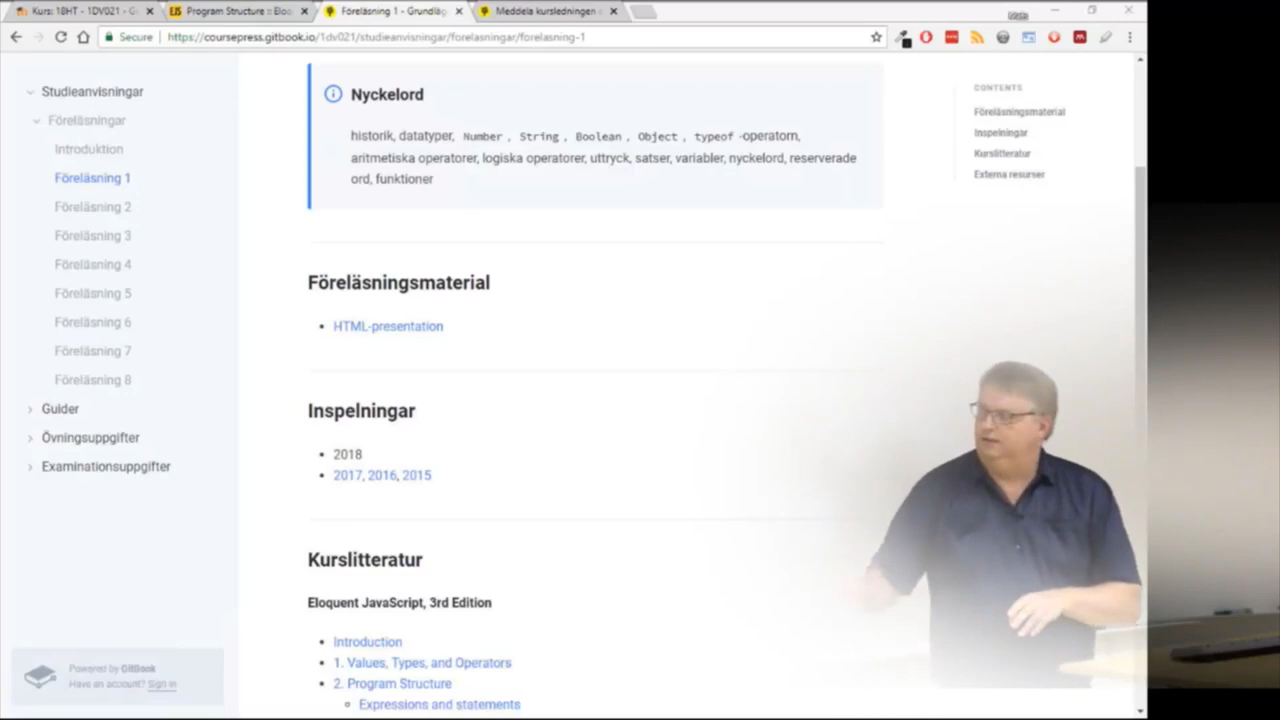 Kurs: 18HT - 1DV021 - G
Program Structure :: Eloq
Föreläsning 1 - Grundläg
Meddela kursledningen
Secure
https://coursepress.gitbook.io/1dv021/studieanvisningar/forelasningar/forelasning-1
Studieanvisningar
Föreläsningar
Introduktion
Föreläsning 1
Föreläsning 2
Föreläsning 3
Föreläsning 4
Föreläsning 5
Föreläsning 6
Föreläsning 7
Föreläsning 8
Guider
Övningsuppgifter
Examinationsuppgifter
Powered by GitBook
Have an account? Sign in
Nyckelord
historik, datatyper, Number, String, Boolean, Object, typeof -operatorn,
aritmetiska operatorer, logiska operatorer, uttryck, satser, variabler, nyckelord, reserverade
ord, funktioner
Föreläsningsmaterial
HTML-presentation
Inspelningar
2018
2017, 2016, 2015
Kurslitteratur
Eloquent JavaScript, 3rd Edition
Introduction
1. Values, Types, and Operators
2. Program Structure
Expressions and statements
CONTENTS
Föreläsningsmaterial
Inspelningar
Kurslitteratur
Externa resurser